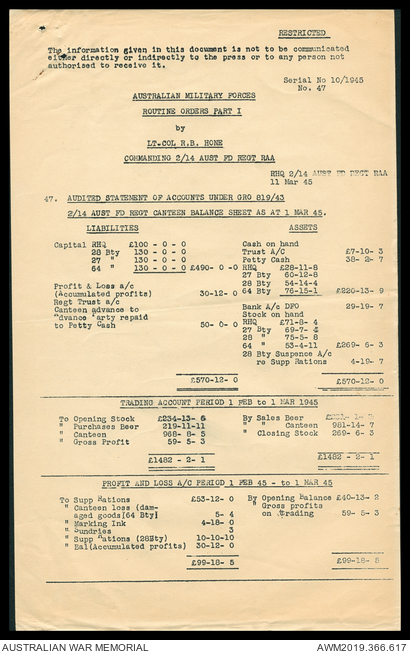 RESTRICTED
The information given in this document is not to be communicated
either directly or indirectly to the press or to any person not
authorised to receive it.
Serial No 10/1945
No. 47
AUSTRALIAN MILITARY FORCES
ROUTINE ORDERS PART I
by
LT.COL R.B. HONE
COMMANDING 2/14 AUST FD REGT RAA
RHQ 2/14 AUST FD REGT RAA
11 Mar 45
47. AUDITED STATEMENT OF ACCOUNTS UNDER GRO 819/43
2/14 AUST FD REGT CANTEEN BALANCE SHEET AS AT 1 MAR 45.
LIABILITIES ASSETS
Capital RHQ £100 - 0 - 0
28 Bty 130 - 0 - 0
27 " 130 - 0 - 0
64 " 130 - 0 - 0 £490- 0-0
Profit & Loss a/c
(Accumulated profits) 30-12- 0
Regt Trust a/c
Canteen advance to
Advance Party repaid
to Petty Cash 50- 0- 0
£570-12- 0
Cash on hand
Trust A/c £7-10- 3
Petty Cash 38- 2- 7
RHQ £28-11-8
27 Bty 60-12-8
28 Bty 54-14-4
64 Bty 76-15-1 £220-13- 9
Bank A/c DFO 29-19- 7
Stock on hand
RHQ £71-8- 4
27 Bty 69-7-
28 " 75-5- 8
64 " 53-4-11 £269- 6- 3
28 Bty Suspence A/c
re Supp Rations 4-19- 7
£570-12- 0
TRADING ACCOUNT PERIOD 1 FEB to 1 MAR 1945
To Opening Stock £234-13- 6
" Purchases Beer 219-11-11
" Canteen 968- 8- 5
" Gross Profit 59- 5- 3
£1482 - 2- 1
By Sales Beer
" " Canteen 981-14- 7
" Closing Stock 269- 6- 3
£1482 - 2- 1
PROFIT AND LOSS A/C PERIOD 1 FEB 45 - to 1 MAR 45
To Supp Rations £53-12- 0
" Canteen loss (dam-
aged goods[64 Bty] 5- 4
" Marking Ink 4-18- 0
" Sundries 3
" Supp Rations (28Bty) 10-10-10
" Bal(Accumulated profits) 30-12- 0
£99-18- 5
By Opening Balance £40-13- 2
" Gross profits
on Trading 59- 5- 3
£99-18- 5
AUSTRALIAN WAR MEMORIAL
AWM2019.366.617